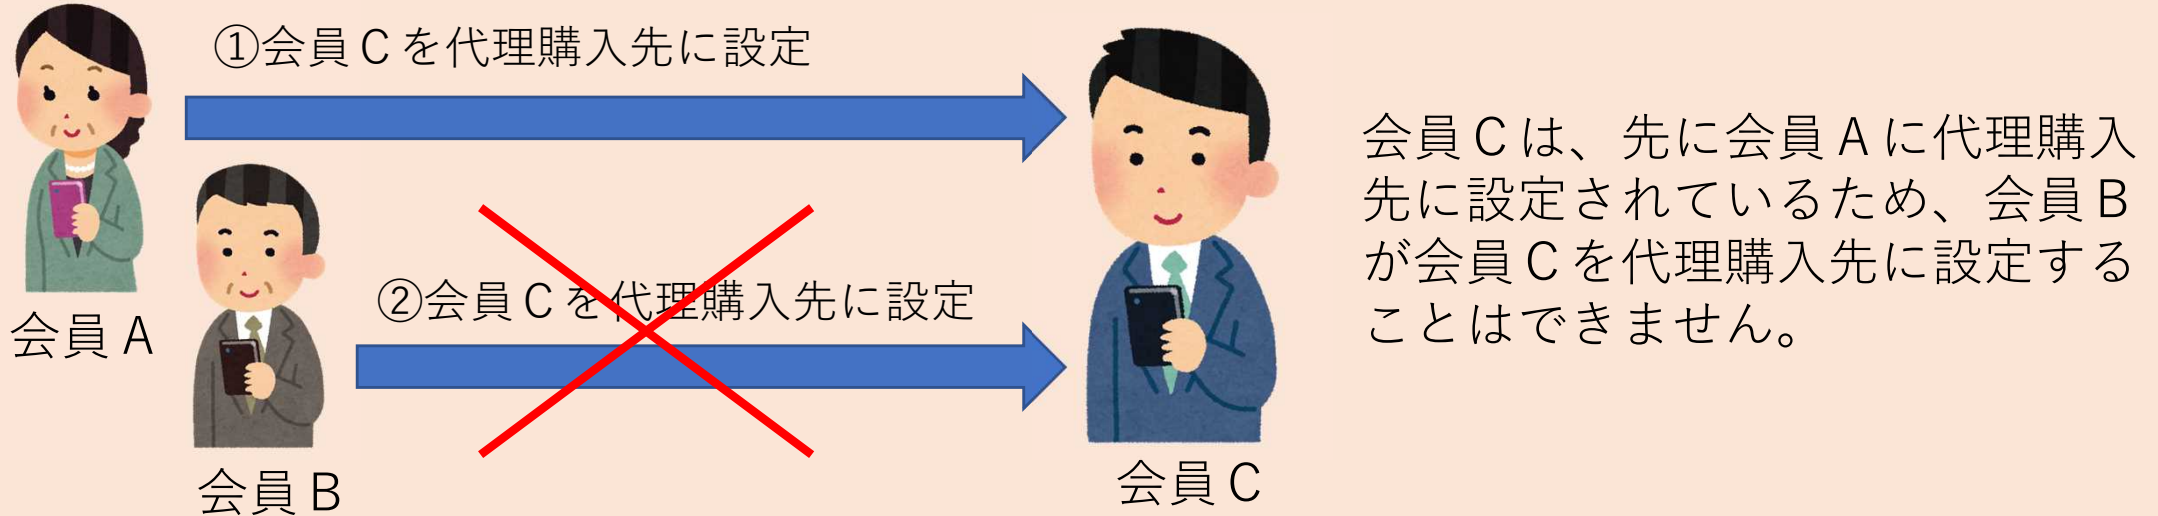 ①会員Cを代理購入先に設定
会員A
②会員Cを代理購入先に設定
会員B
会員C
会員Cは、先に会員Aに代理購入
先に設定されているため、会員B
が会員Cを代理購入先に設定する
ことはできません。